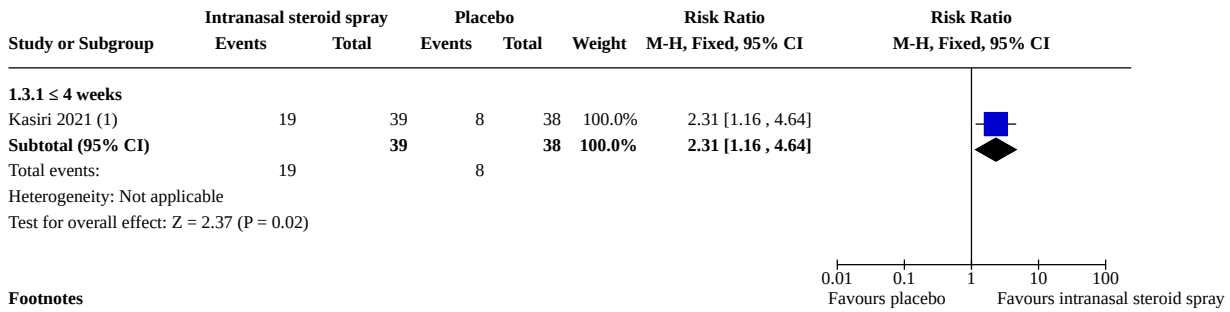 Intranasal steroid spray Placebo Risk Ratio Risk Ratio
Study or Subgroup Events Total Events Total Weight M-H, Fixed, 95% CI M-H, Fixed, 95% CI
1.3.1 ≤ 4 weeks
Kasiri 2021 (1) 19 39 8 38 100.0% 2.31 [1.16 , 4.64]
Subtotal (95% CI) 39 38 100.0% 2.31 [1.16 , 4.64]
Total events: 19 8
Heterogeneity: Not applicable
Test for overall effect: Z = 2.37 (P = 0.02)
0.01 0.1 1 10 100
Footnotes Favours placebo Favours intranasal steroid spray